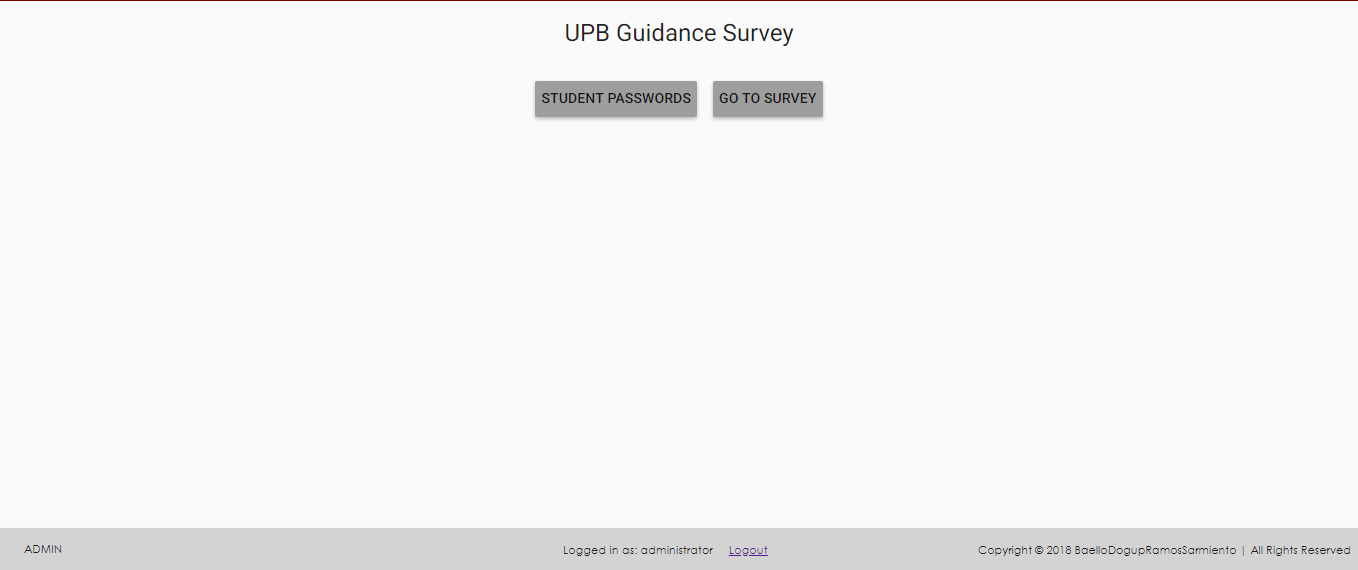 UPB Guidance Survey
STUDENT PASSWORDS GO TO SURVEY
ADMIN Logged in as: administrator Logout Copyright © 2018 BaelloDogupRamosSarmiento | All Rights Reserved